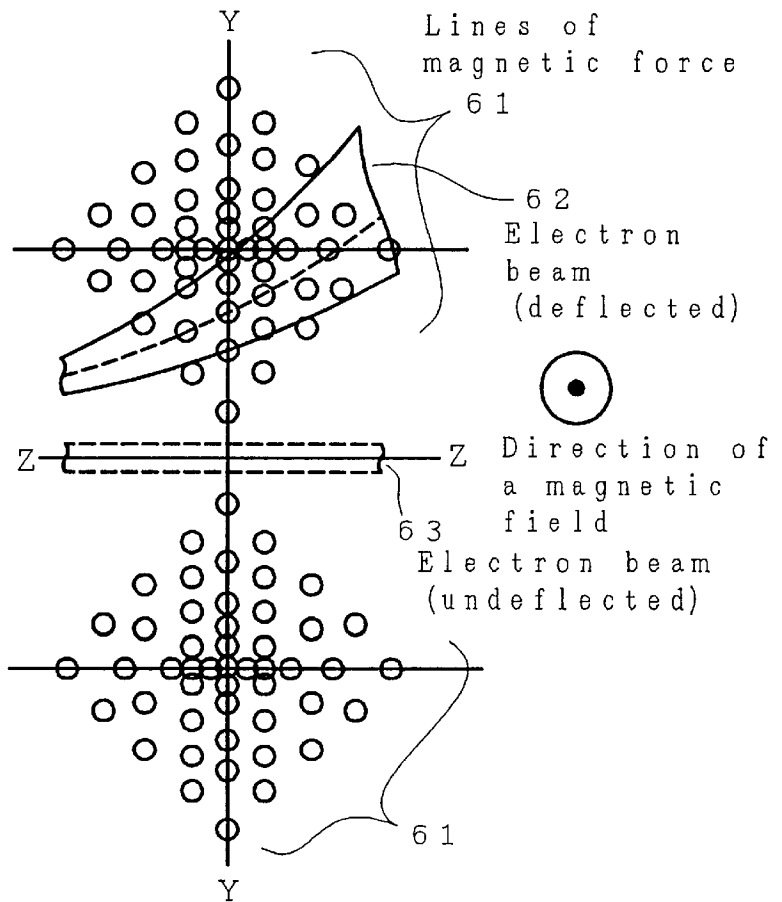 Y
Lines of
magnetic force
61
62
Electron
beam
(deflected)
Z
Z
Direction of
a magnetic
field
63
Electron beam
(undeflected)
61
Y